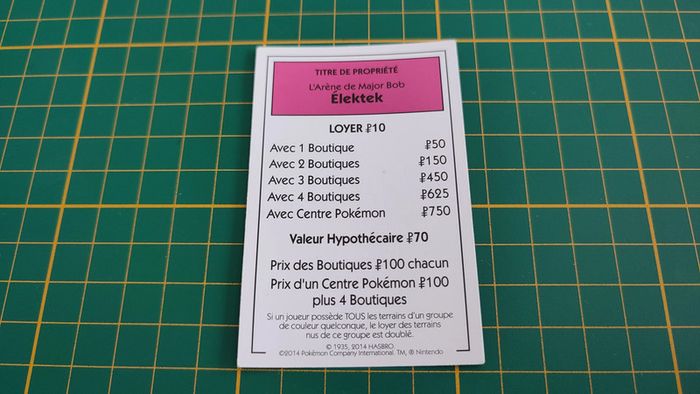 TITRE DE PROPRIÉTÉ
L'Arène de Major Bob
Élektek
LOYER ₽10
Avec 1 Boutique ₽50
Avec 2 Boutiques ₽150
Avec 3 Boutiques ₽450
Avec 4 Boutiques ₽625
Avec Centre Pokémon ₽750
Valeur Hypothécaire ₽70
Prix des Boutiques ₽100 chacun
Prix d'un Centre Pokémon ₽100
plus 4 Boutiques
Si un joueur possède TOUS les terrains d'un groupe
de couleur quelconque, le loyer des terrains
nus de ce groupe est doublé.
© 1935, 2014 HASBRO.
©2014 Pokémon Company International. TM, ® Nintendo